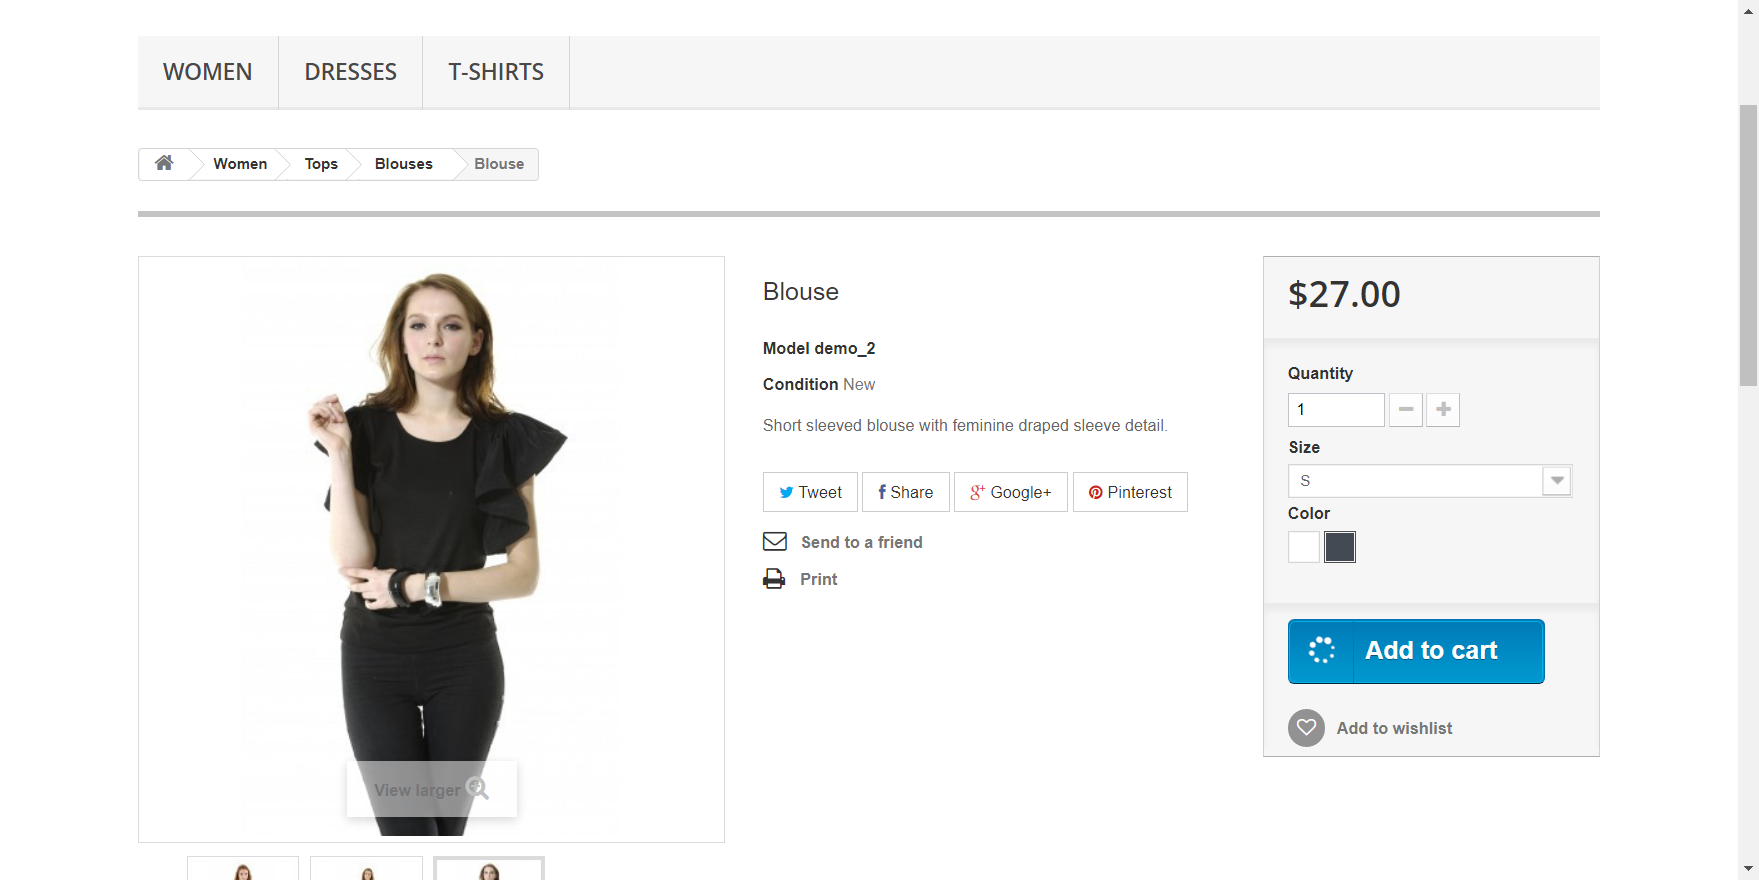 WOMEN DRESSES T-SHIRTS
Women Tops Blouses Blouse
Blouse
Model demo_2
Condition New
Short sleeved blouse with feminine draped sleeve detail.
Tweet Share Google+ Pinterest
Send to a friend
Print
$27.00
Quantity
1
Size
S
Color
Add to cart
Add to wishlist
View larger